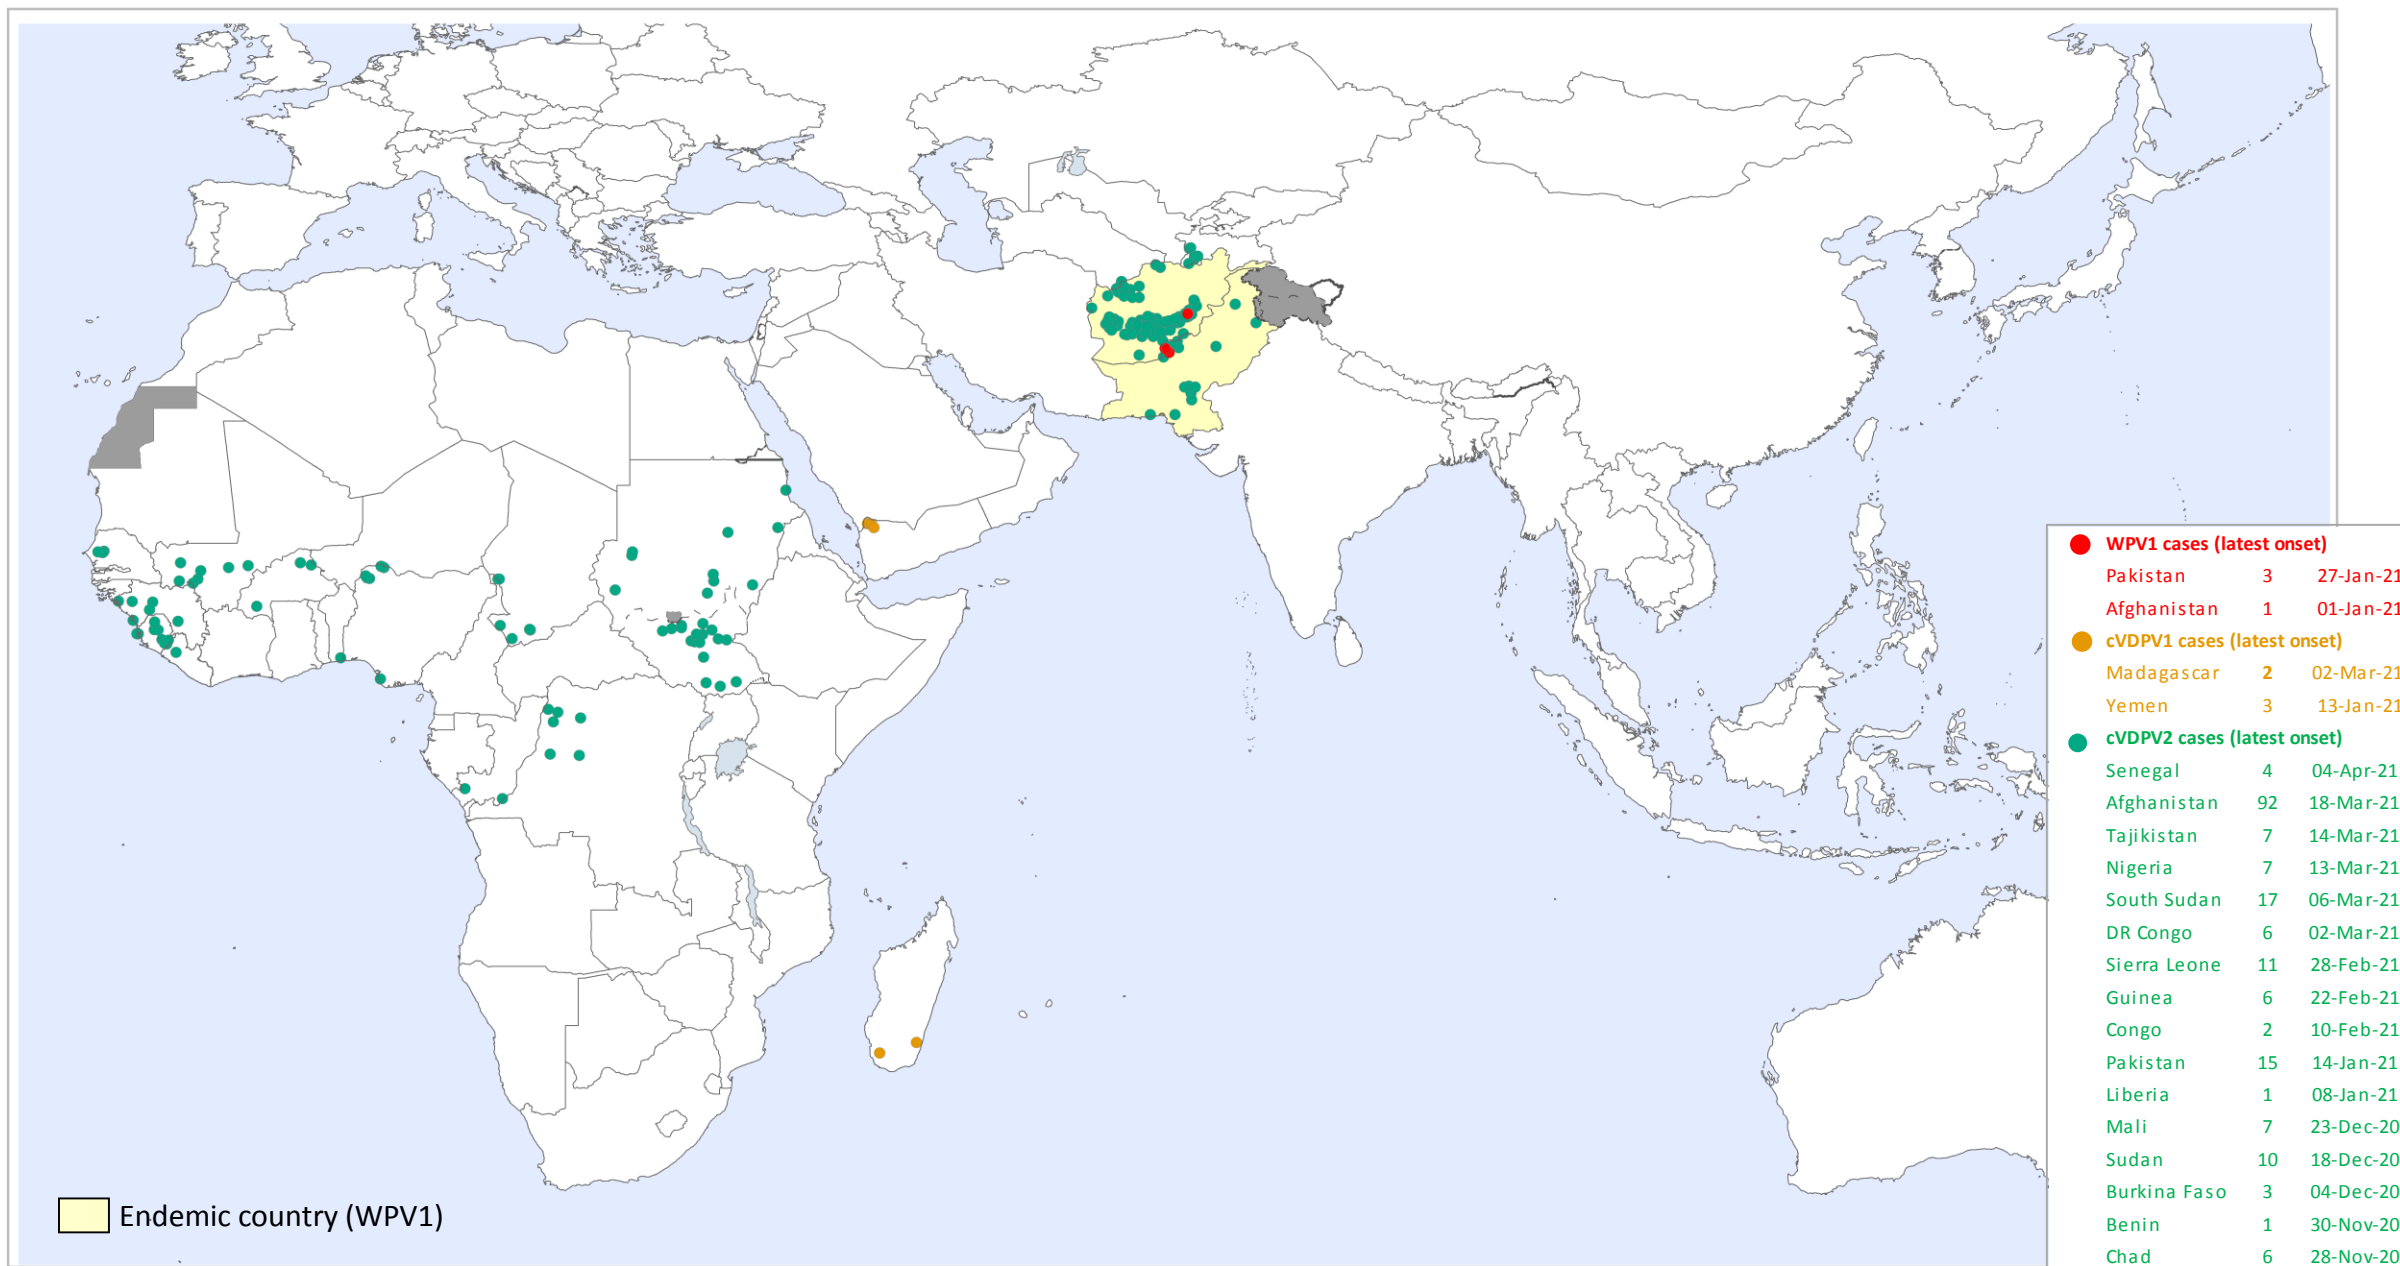 WPV1 cases (latest onset)
Pakistan 3 27-Jan-21
Afghanistan 1 01-Jan-21
cVDPV1 cases (latest onset)
Madagascar 2 02-Mar-21
Yemen 3 13-Jan-21
cVDPV2 cases (latest onset)
Senegal 4 04-Apr-21
Afghanistan 92 18-Mar-21
Tajikistan 7 14-Mar-21
Nigeria 7 13-Mar-21
South Sudan 17 06-Mar-21
DR Congo 6 02-Mar-21
Sierra Leone 11 28-Feb-21
Guinea 6 22-Feb-21
Congo 2 10-Feb-21
Pakistan 15 14-Jan-21
Liberia 1 08-Jan-21
Mali 7 23-Dec-20
Sudan 10 18-Dec-20
Burkina Faso 3 04-Dec-20
Benin 1 30-Nov-20
Chad 6 28-Nov-20
Endemic country (WPV1)